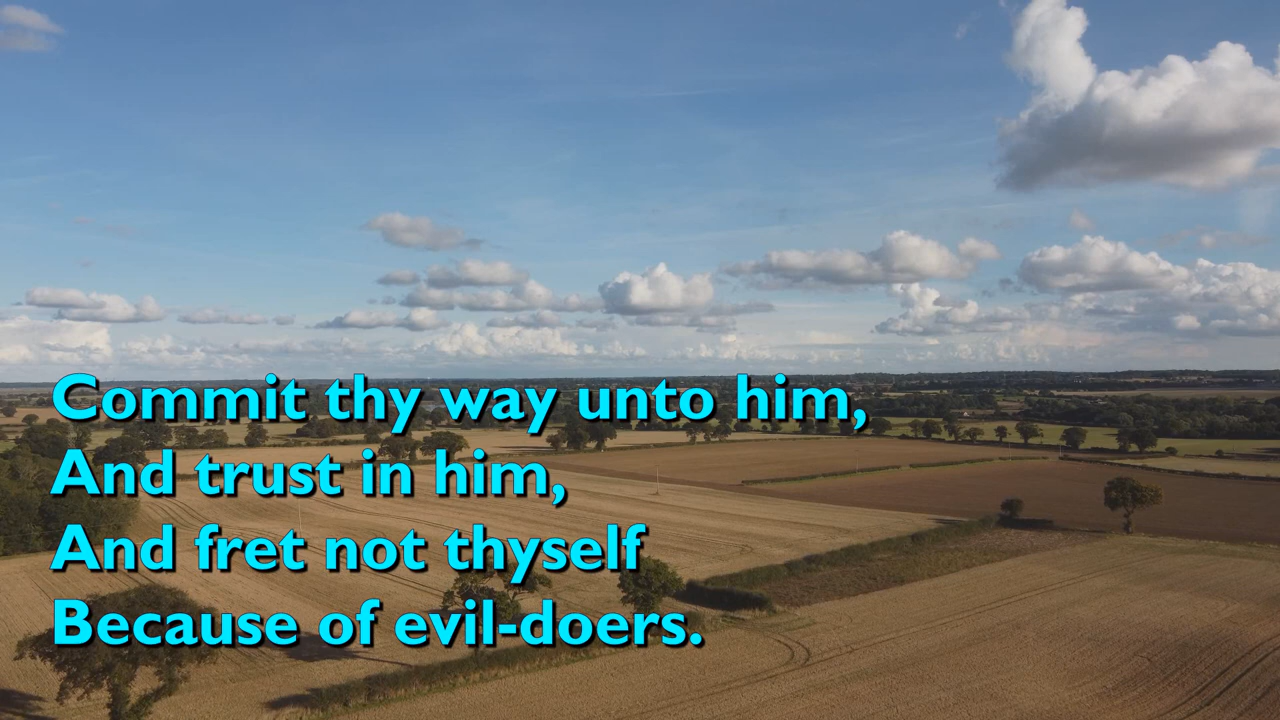 Commit thy way unto him,
And trust in him,
And fret not thyself
Because of evil-doers.